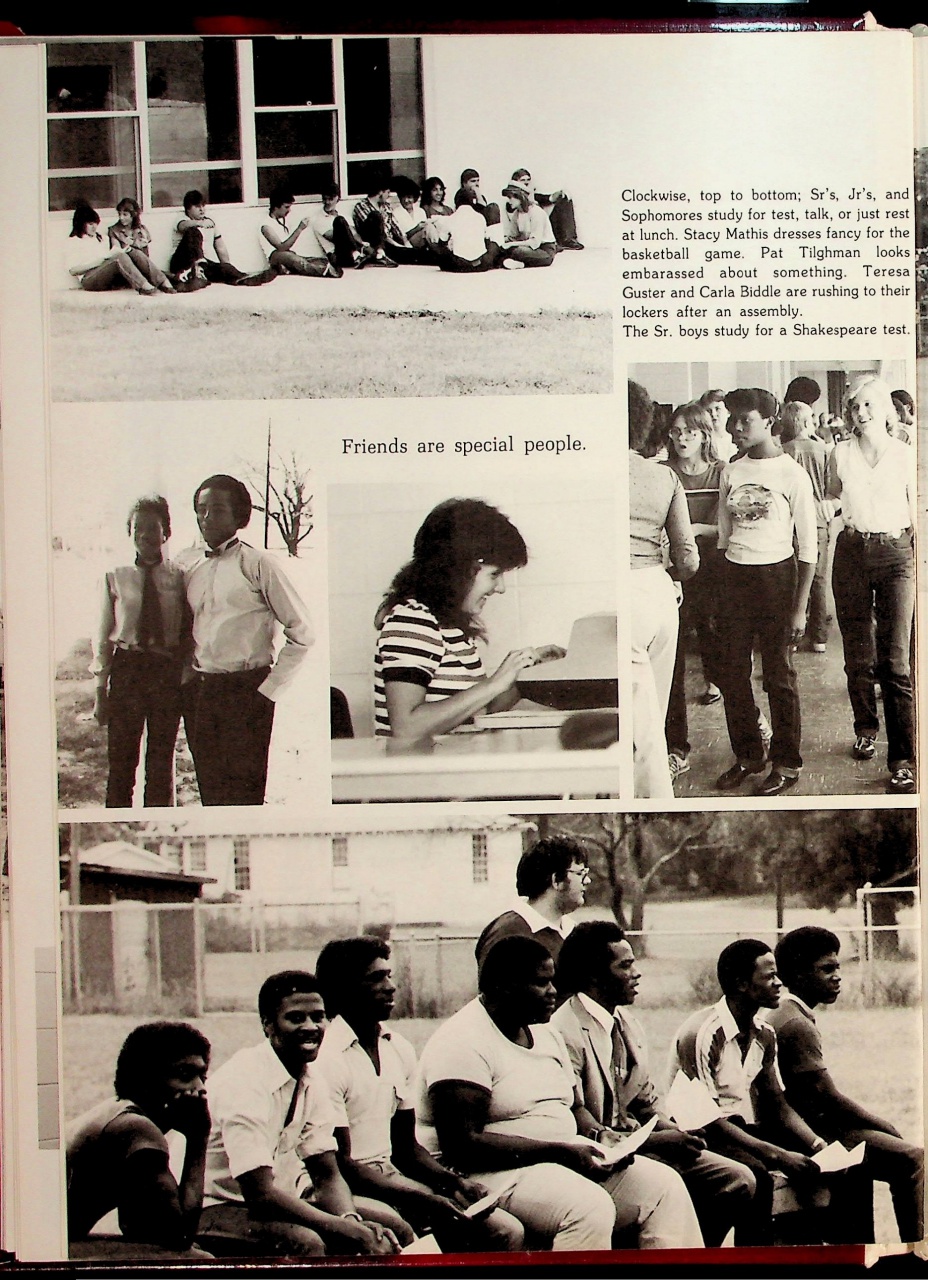 Clockwise, top to bottom; Sr's, Jr's, and
Sophomores study for test, talk, or just rest
at lunch. Stacy Mathis dresses fancy for the
basketball game. Pat Tilghman looks
embarassed about something. Teresa
Guster and Carla Biddle are rushing to their
lockers after an assembly.
The Sr. boys study for a Shakespeare test.
Friends are special people.